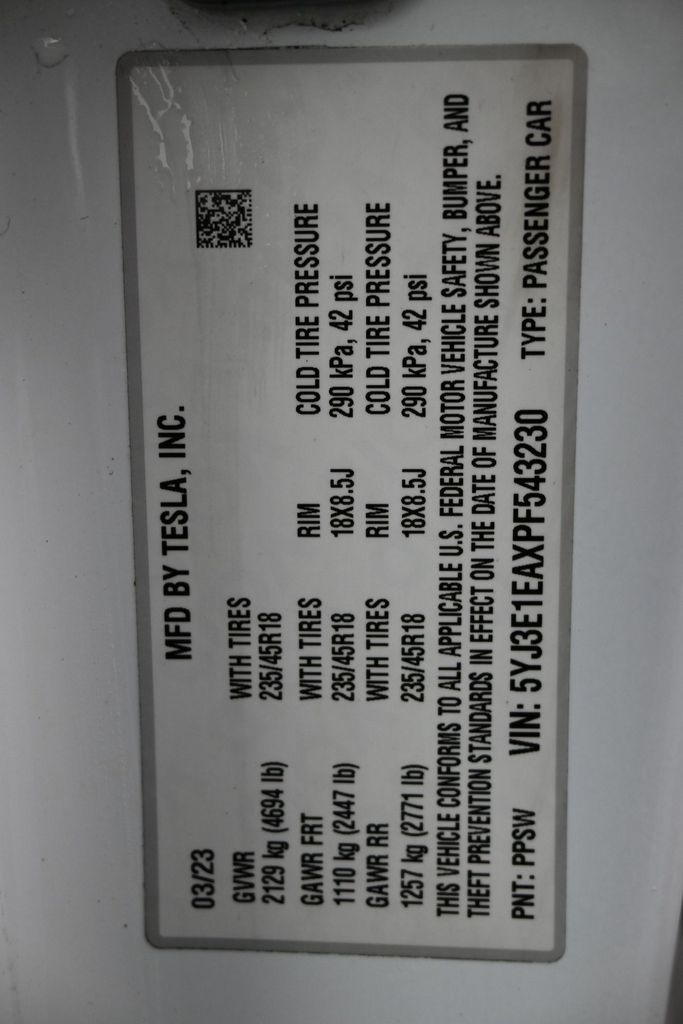 MFD BY TESLA, INC.
03/23
GVWR WITH TIRES
2129 kg (4694 lb) 235/45R18
GAWR FRT WITH TIRES RIM COLD TIRE PRESSURE
1110 kg (2447 lb) 235/45R18 18X8.5J 290 kPa, 42 psi
GAWR RR WITH TIRES RIM COLD TIRE PRESSURE
1257 kg (2771 lb) 235/45R18 18X8.5J 290 kPa, 42 psi
THIS VEHICLE CONFORMS TO ALL APPLICABLE U.S. FEDERAL MOTOR VEHICLE SAFETY, BUMPER, AND
THEFT PREVENTION STANDARDS IN EFFECT ON THE DATE OF MANUFACTURE SHOWN ABOVE.
PNT: PPSW VIN: 5YJ3E1EAXPF543230 TYPE: PASSENGER CAR